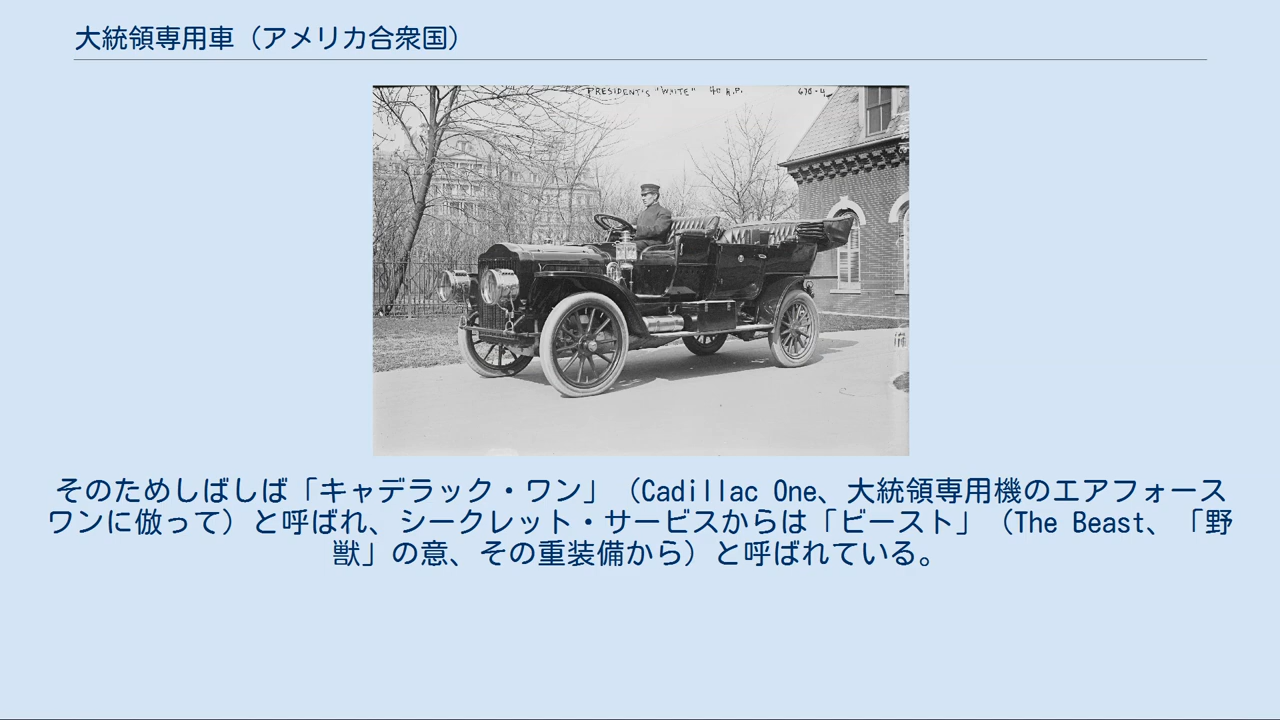 大統領専用車（アメリカ合衆国）
PRESIDENT'S "WHITE" 40 H.P. 670-4
そのためしばしば「キャデラック・ワン」（Cadillac One、大統領専用機のエアフォース
ワンに倣って）と呼ばれ、シークレット・サービスからは「ビースト」（The Beast、「野
獣」の意、その重装備から）と呼ばれている。